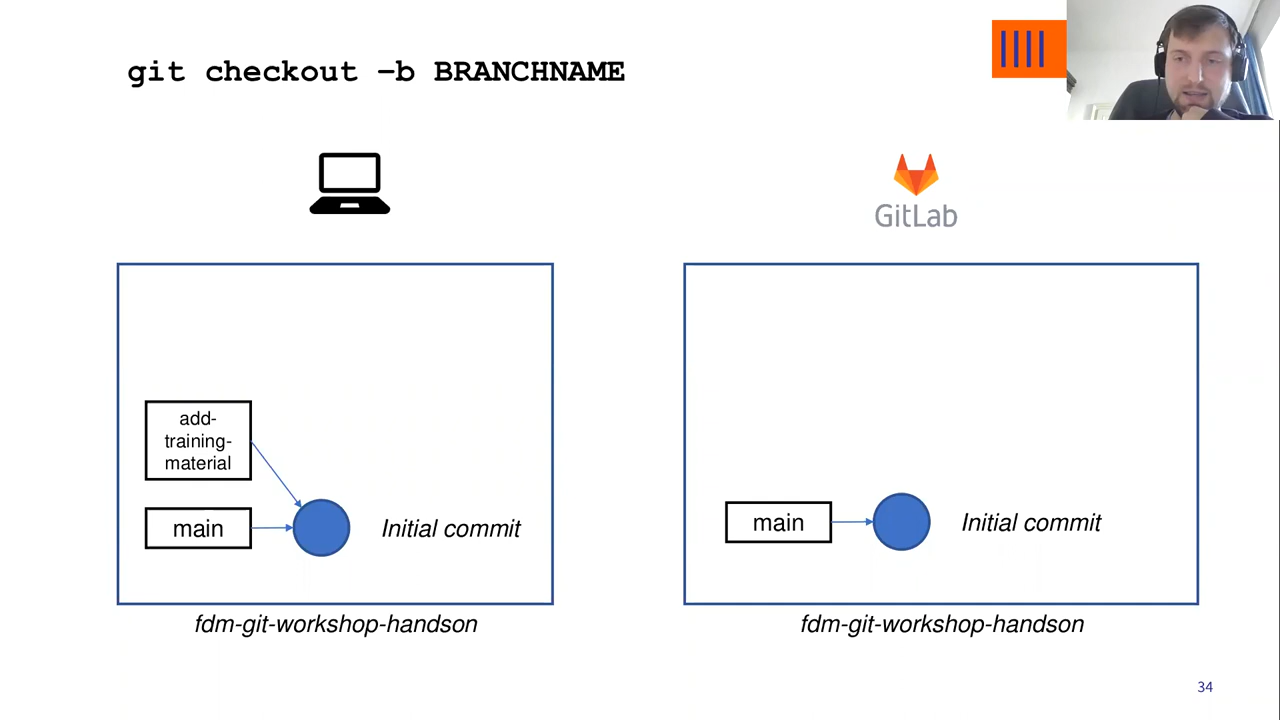 git checkout –b BRANCHNAME
GitLab
add-
training-
material
main
Initial commit
main
Initial commit
fdm-git-workshop-handson
fdm-git-workshop-handson
34